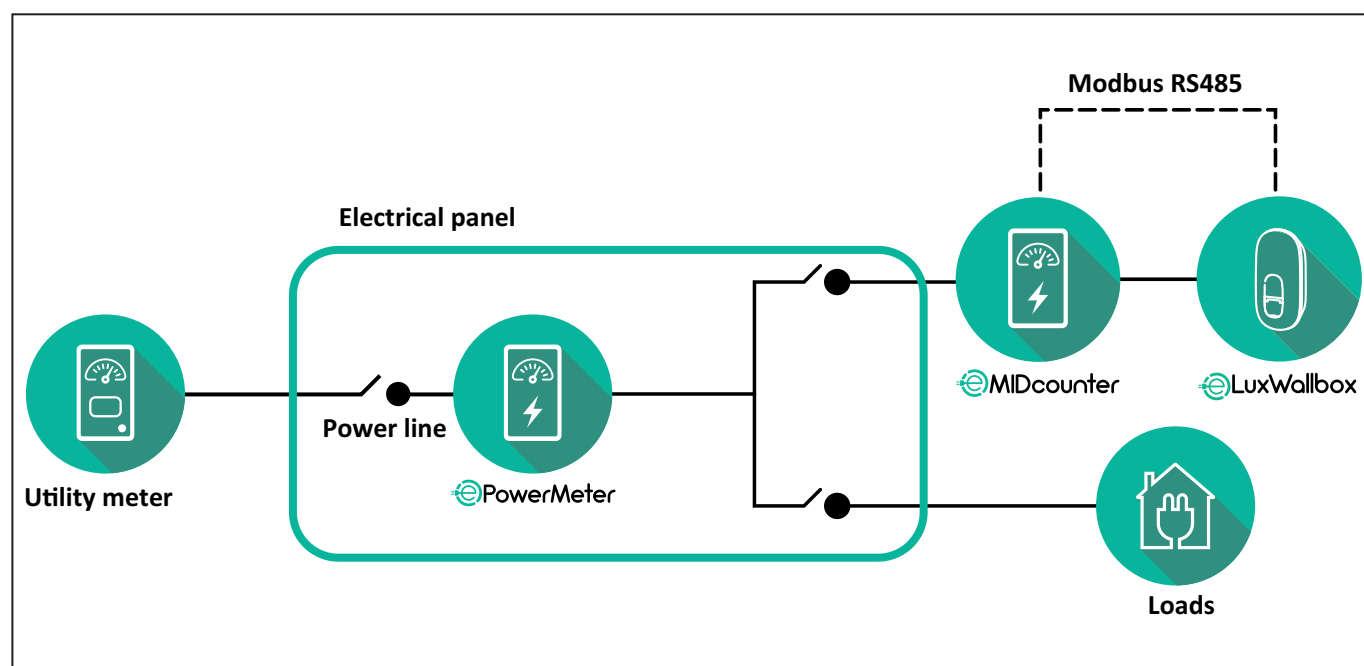 Modbus RS485
Electrical panel
eMIDcounter
eLuxWallbox
Power line
ePowerMeter
Utility meter
Loads